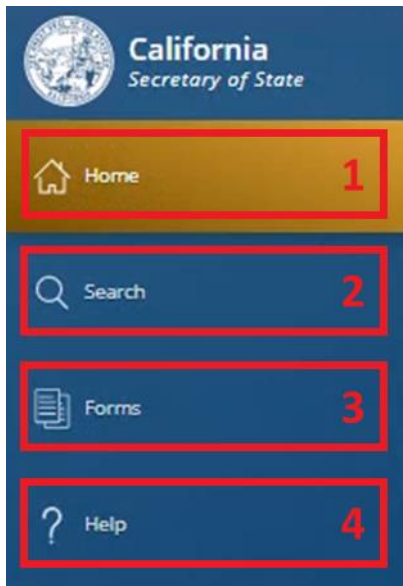 California
Secretary of State
Home 1
Search 2
Forms 3
Help 4